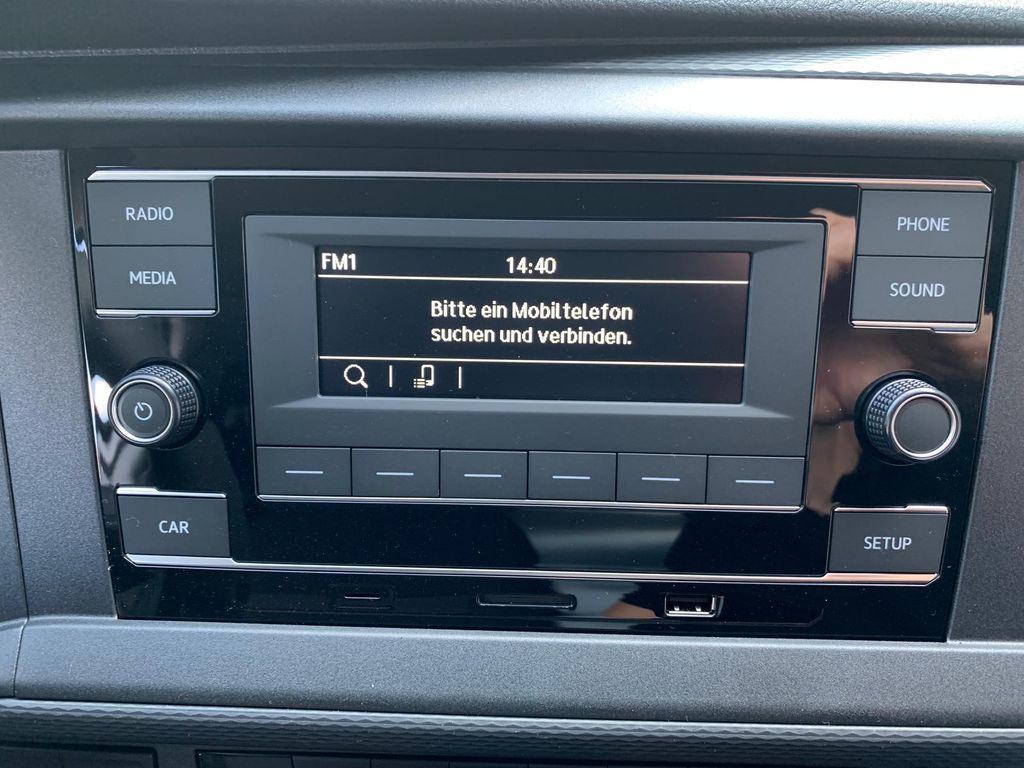 RADIO
MEDIA
FM1
14:40
Bitte ein Mobiltelefon
suchen und verbinden.
PHONE
SOUND
CAR
SETUP